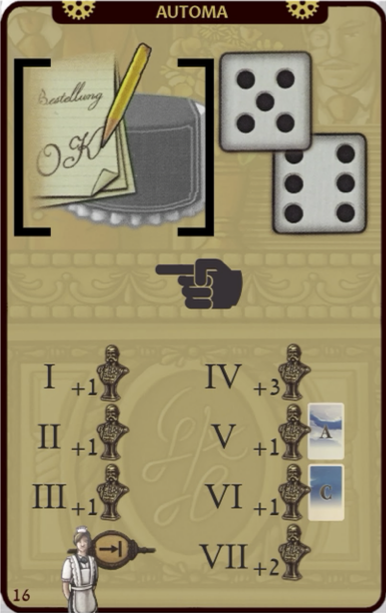 AUTOMA
Bestellung
OK
I +1
IV +3
II +1
V +1 A
III +1
VI +1 C
VII +2
16